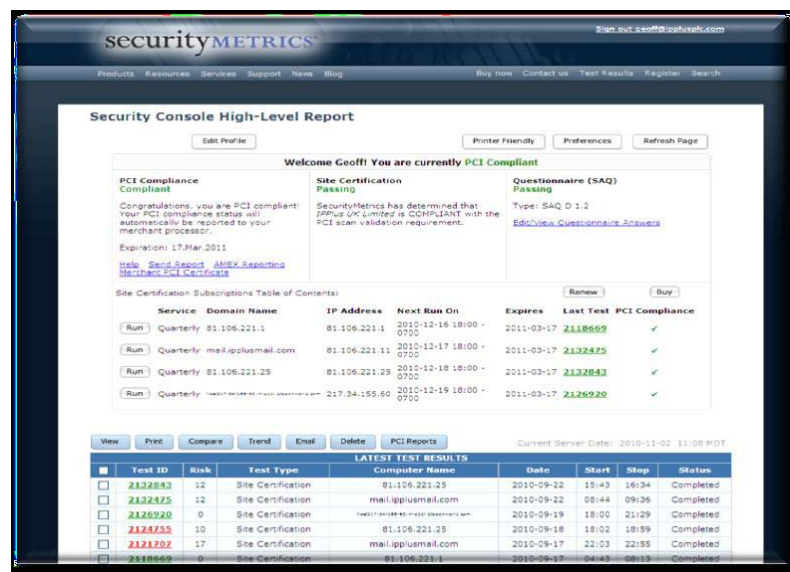 Sign out geoff@ipplusplc.com
securityMETRICS
Products Resources Services Support News Blog Buy now Contact us Test Results Register Search
Security Console High-Level Report
Edit Profile Printer Friendly Preferences Refresh Page
Welcome Geoff! You are currently PCI Compliant
PCI Compliance
Compliant
Congratulations, you are PCI compliant!
Your PCI compliance status will
automatically be reported to your
merchant processor.
Expiration: 17.Mar.2011
Help Send Report AMEX Reporting
Merchant PCI Certificate
Site Certification
Passing
SecurityMetrics has determined that
IPPlus UK Limited is COMPLIANT with the
PCI scan validation requirement.
Questionnaire (SAQ)
Passing
Type: SAQ D 1.2
Edit/View Questionnaire Answers
Site Certification Subscriptions Table of Contents: Renew Buy
Service Domain Name IP Address Next Run On Expires Last Test PCI Compliance
Run Quarterly 81.106.221.1 81.106.221.1 2010-12-16 18:00 -0700 2011-03-17 2118669 ✓
Run Quarterly mail.ipplusmail.com 81.106.221.11 2010-12-17 18:00 -0700 2011-03-17 2132475 ✓
Run Quarterly 81.106.221.25 81.106.221.25 2010-12-18 18:00 -0700 2011-03-17 2132843 ✓
Run Quarterly 217.34.155.60 2010-12-19 18:00 -0700 2011-03-17 2126920 ✓
View Print Compare Trend Email Delete PCI Reports Current Server Date: 2010-11-02 11:08 MDT
LATEST TEST RESULTS
Test ID Risk Test Type Computer Name Date Start Stop Status
2132843 12 Site Certification 81.106.221.25 2010-09-22 15:43 16:34 Completed
2132475 12 Site Certification mail.ipplusmail.com 2010-09-22 08:44 09:36 Completed
2126920 0 Site Certification 2010-09-19 18:00 21:29 Completed
2124755 10 Site Certification 81.106.221.25 2010-09-18 18:02 18:59 Completed
2121702 17 Site Certification mail.ipplusmail.com 2010-09-17 22:03 22:55 Completed
2118669 0 Site Certification 81.106.221.1 2010-09-17 04:43 08:13 Completed